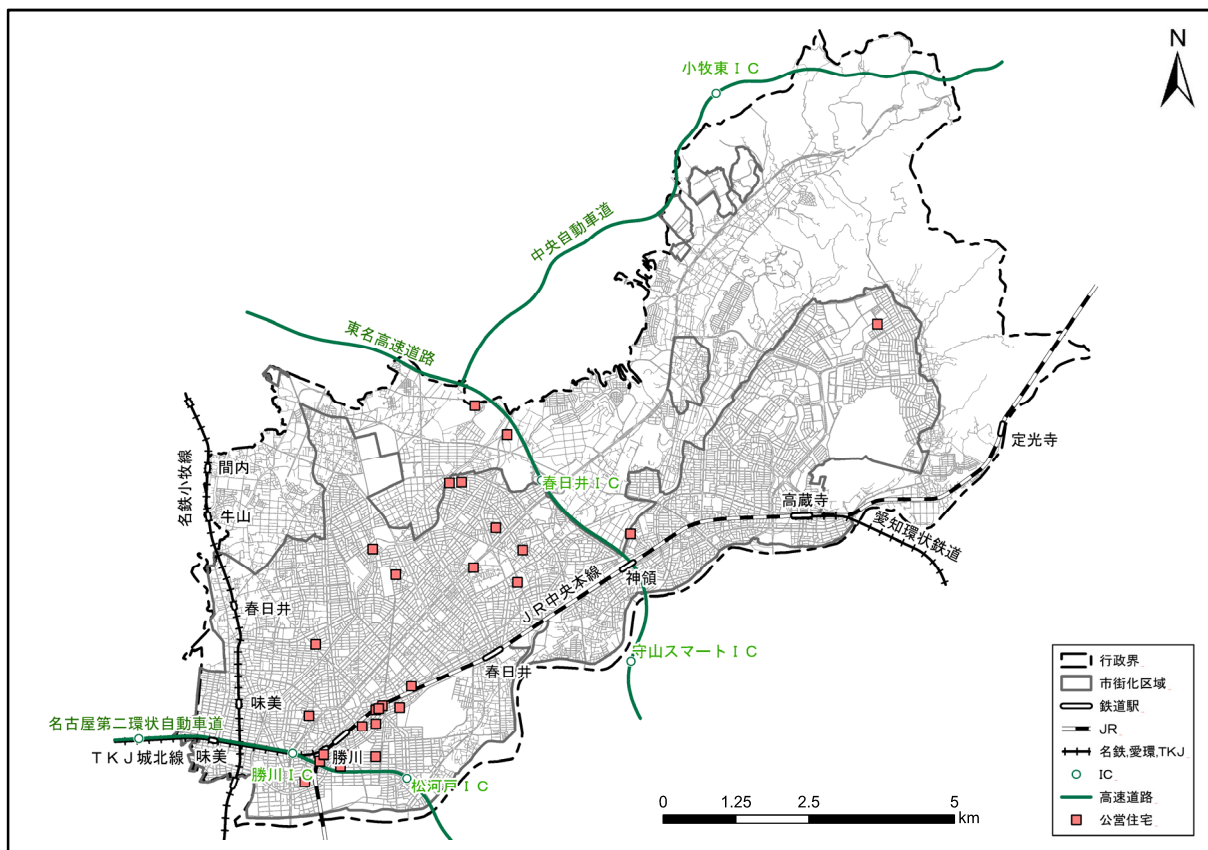 N
小牧東ＩＣ
中央自動車道
東名高速道路
定光寺
名鉄小牧線
間内
春日井ＩＣ
高蔵寺
牛山
愛知環状鉄道
神領
ＪＲ中央本線
春日井
守山スマートＩＣ
春日井
味美
名古屋第二環状自動車道
ＴＫＪ城北線
味美
勝川
勝川ＩＣ
松河戸ＩＣ
0 1.25 2.5 5
km
行政界
市街化区域
鉄道駅
JR
名鉄,愛環,TKJ
IC
高速道路
公営住宅